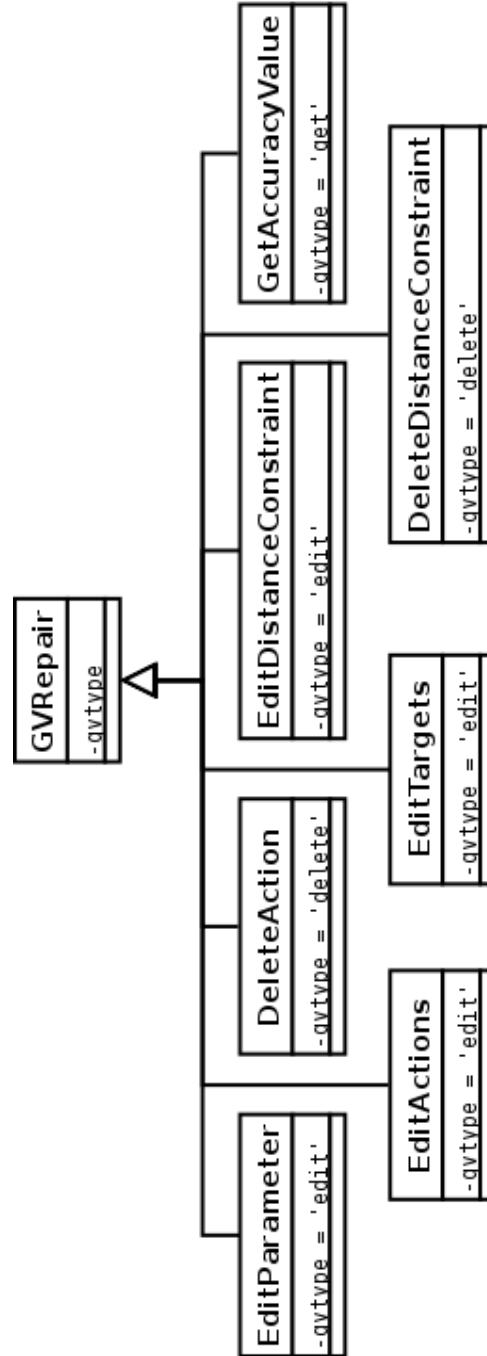 GVRepair
-gvtype
EditParameter
-gvtype = 'edit'
DeleteAction
-gvtype = 'delete'
EditDistanceConstraint
-gvtype = 'edit'
GetAccuracyValue
-gvtype = 'get'
EditActions
-gvtype = 'edit'
EditTargets
-gvtype = 'edit'
DeleteDistanceConstraint
-gvtype = 'delete'